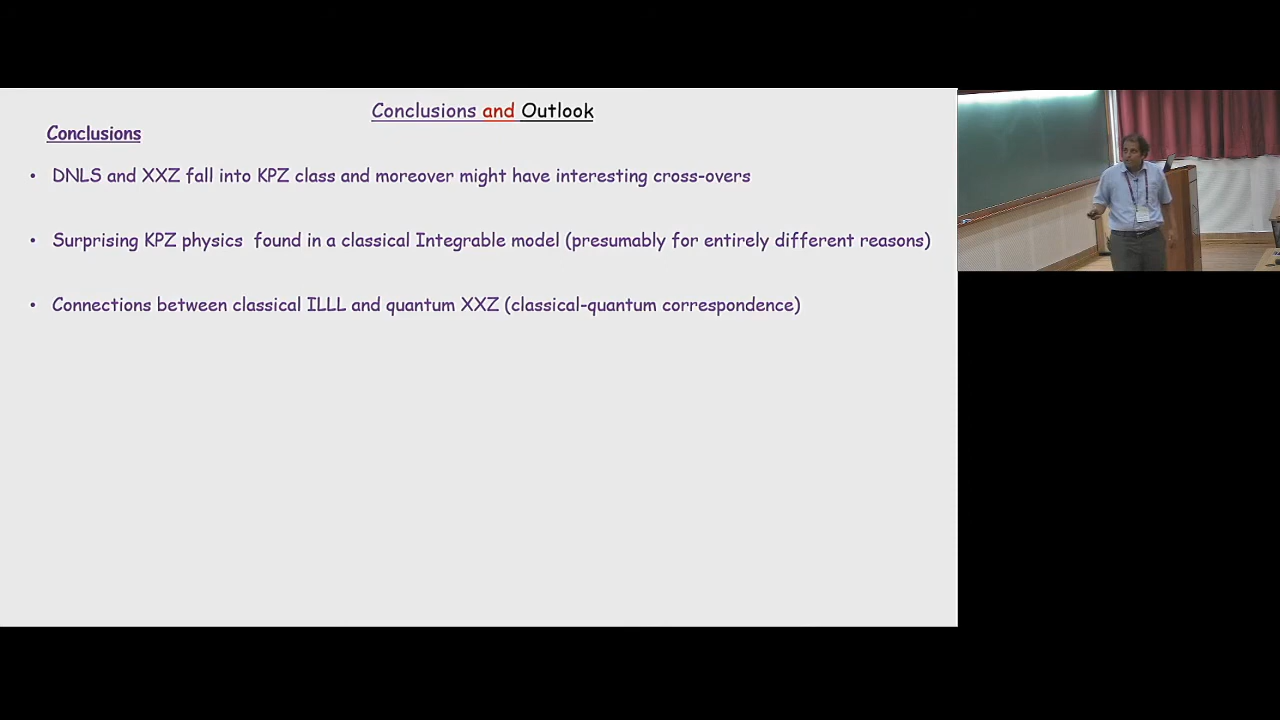 Conclusions and Outlook
Conclusions
• DNLS and XXZ fall into KPZ class and moreover might have interesting cross-overs
• Surprising KPZ physics found in a classical Integrable model (presumably for entirely different reasons)
• Connections between classical ILLL and quantum XXZ (classical-quantum correspondence)